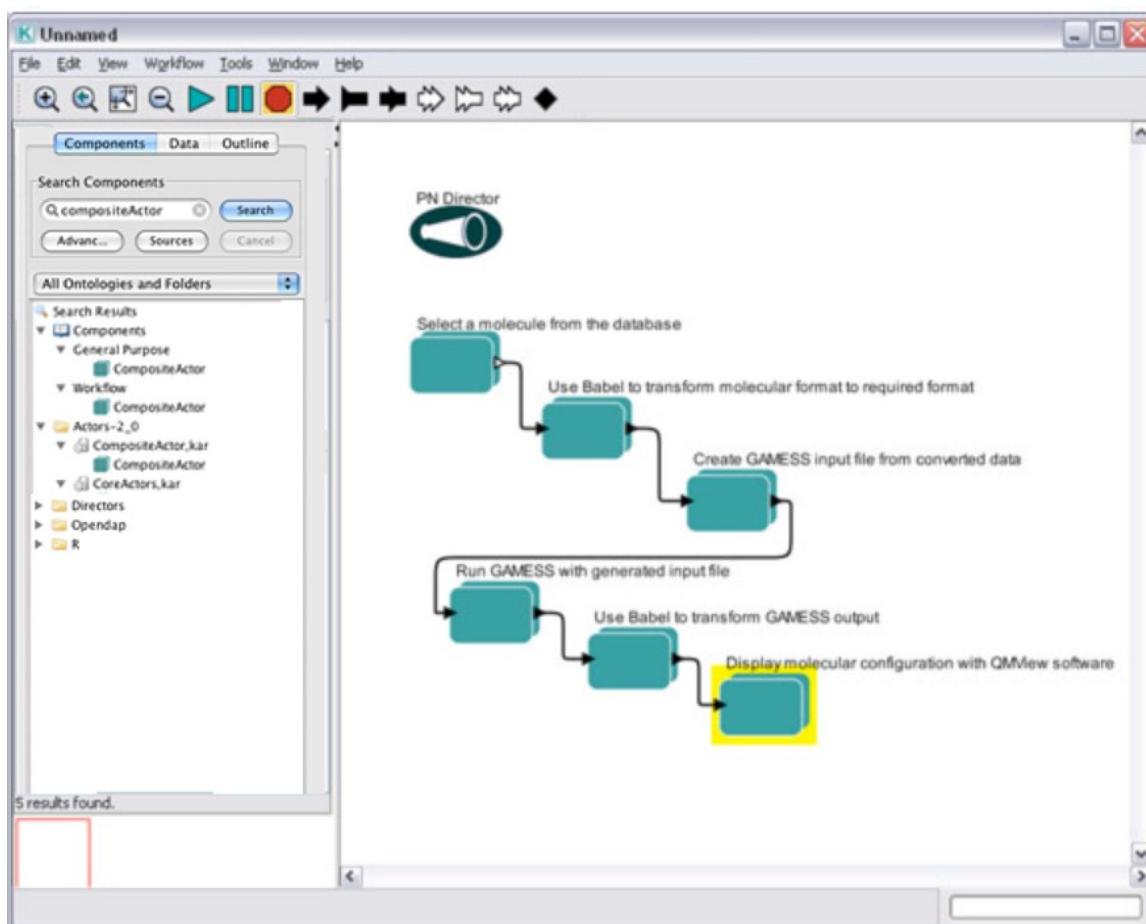 Unnamed
File Edit View Workflow Tools Window Help
Components Data Outline
Search Components
compositeActor Search
Advanc... Sources Cancel
All Ontologies and Folders
Search Results
Components
General Purpose
CompositeActor
Workflow
CompositeActor
Actors-2_0
CompositeActor.kar
CompositeActor
CoreActors.kar
Directors
Opendap
R
5 results found.
PN Director
Select a molecule from the database
Use Babel to transform molecular format to required format
Create GAMESS input file from converted data
Run GAMESS with generated input file
Use Babel to transform GAMESS output
Display molecular configuration with QMView software